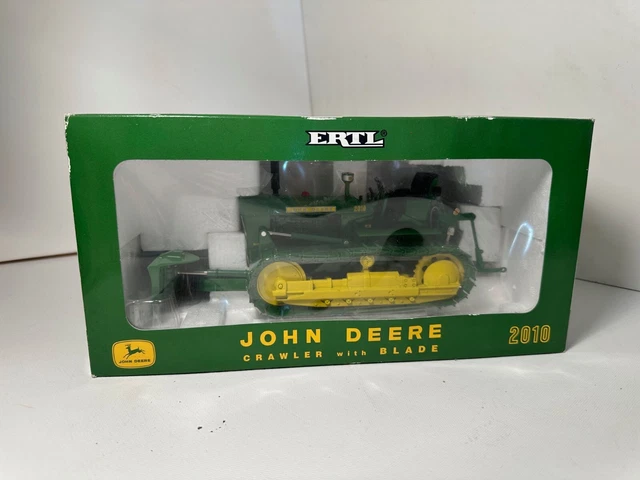 ERTL®
JOHN DEERE
CRAWLER with BLADE
2010
JOHN DEERE